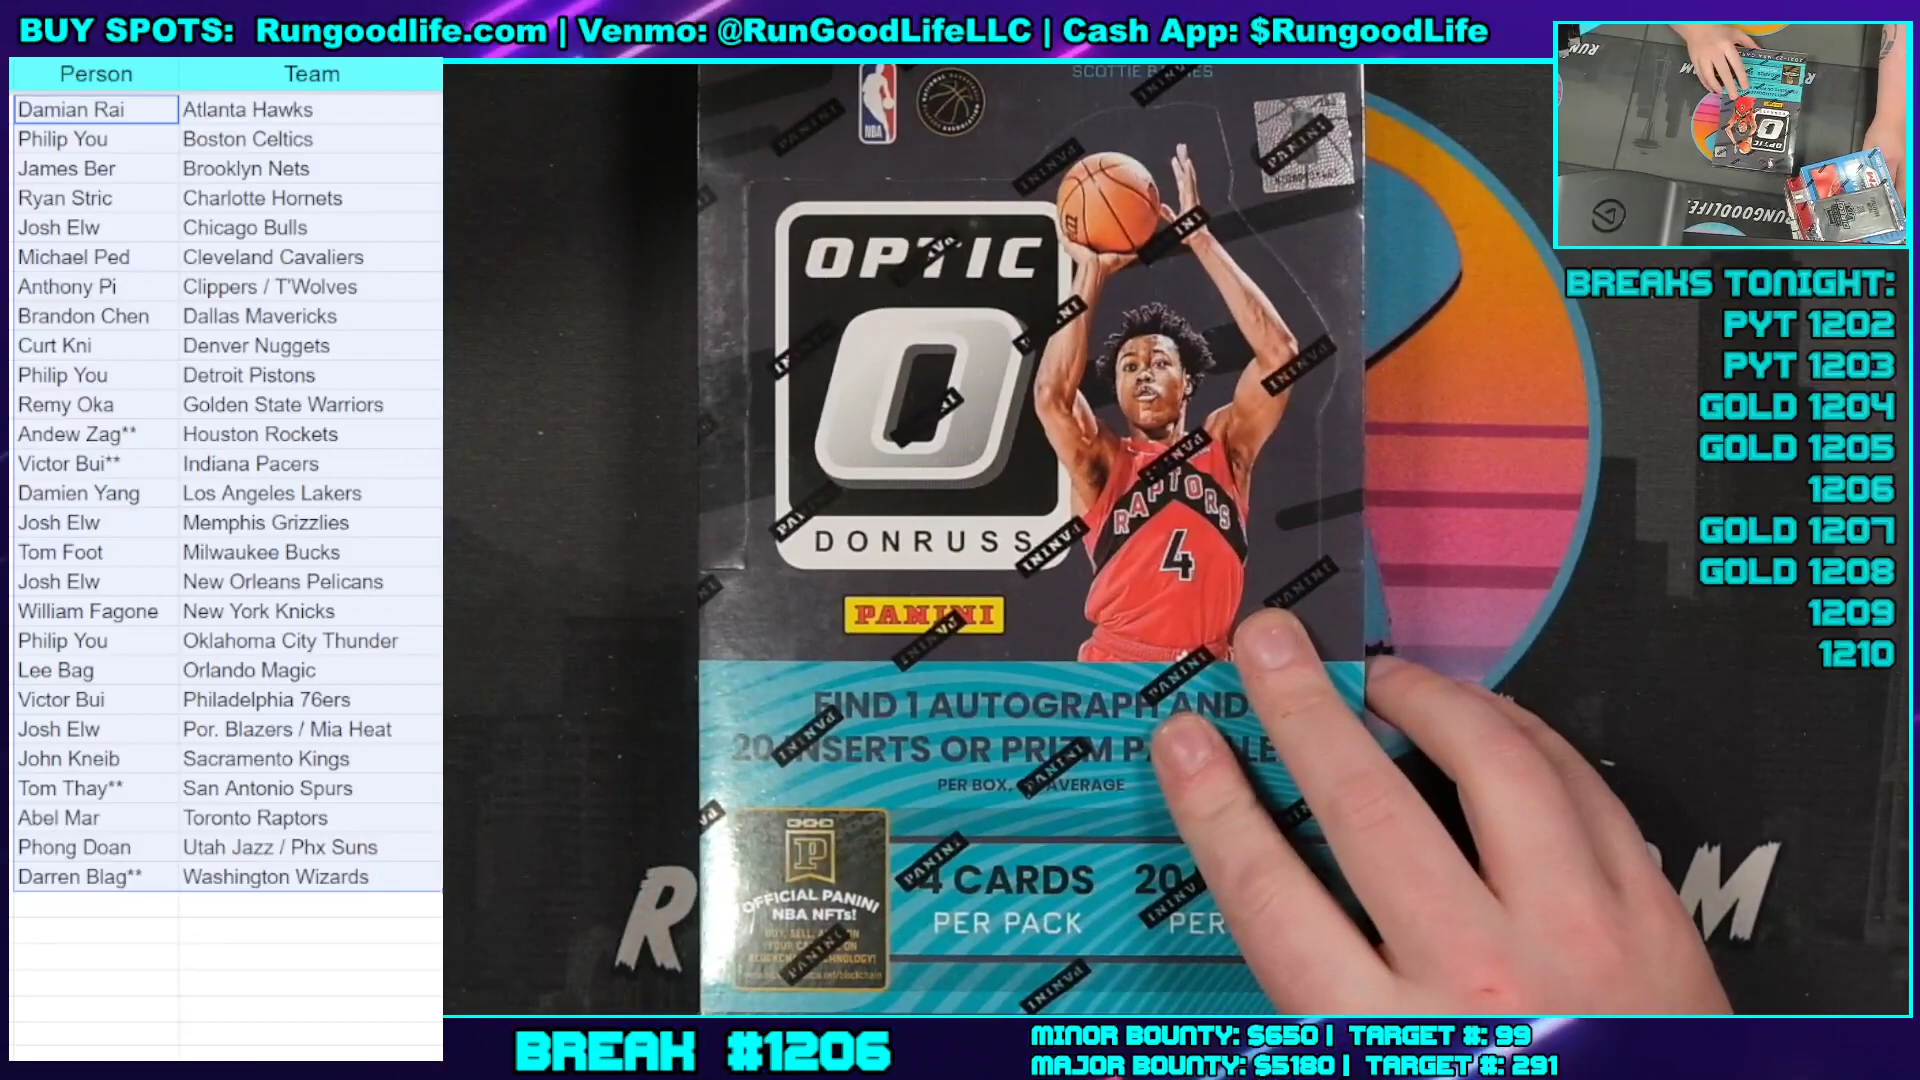 BUY SPOTS: Rungoodlife.com | Venmo: @RunGoodLifeLLC | Cash App: $RungoodLife
Person Team
Damian Rai Atlanta Hawks
Philip You Boston Celtics
James Ber Brooklyn Nets
Ryan Stric Charlotte Hornets
Josh Elw Chicago Bulls
Michael Ped Cleveland Cavaliers
Anthony Pi Clippers / T'Wolves
Brandon Chen Dallas Mavericks
Curt Kni Denver Nuggets
Philip You Detroit Pistons
Remy Oka Golden State Warriors
Andew Zag** Houston Rockets
Victor Bui** Indiana Pacers
Damien Yang Los Angeles Lakers
Josh Elw Memphis Grizzlies
Tom Foot Milwaukee Bucks
Josh Elw New Orleans Pelicans
William Fagone New York Knicks
Philip You Oklahoma City Thunder
Lee Bag Orlando Magic
Victor Bui Philadelphia 76ers
Josh Elw Por. Blazers / Mia Heat
John Kneib Sacramento Kings
Tom Thay** San Antonio Spurs
Abel Mar Toronto Raptors
Phong Doan Utah Jazz / Phx Suns
Darren Blag** Washington Wizards
SCOTTIE
NBA
OPTIC
DONRUSS
PANINI
RAPTORS
4
FIND 1 AUTOGRAPH AND
20 INSERTS OR PRIZM
PER BOX, AVERAGE
OFFICIAL PANINI
NBA NFTs!
4 CARDS
PER PACK
20
PER
RUNGOODLIFE.
BREAKS TONIGHT:
PYT 1202
PYT 1203
GOLD 1204
GOLD 1205
1206
GOLD 1207
GOLD 1208
1209
1210
BREAK #1206
MINOR BOUNTY: $650 | TARGET #: 99
MAJOR BOUNTY: $5180 | TARGET #: 291